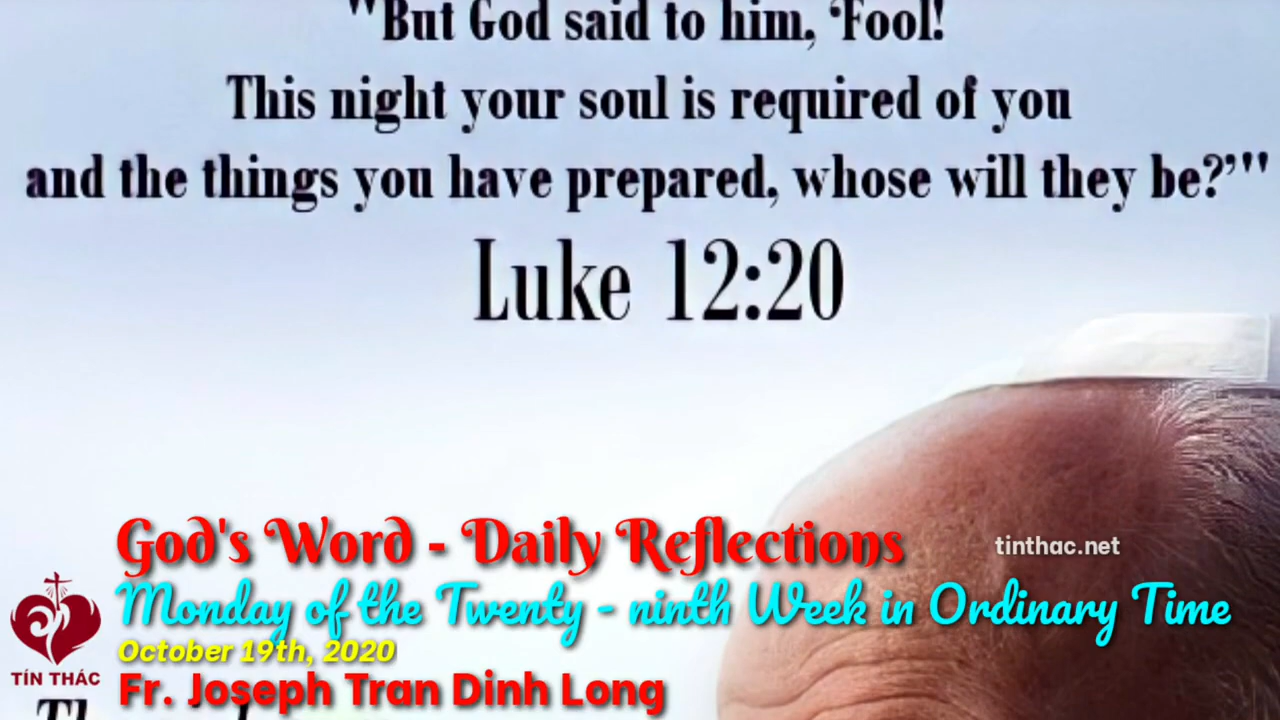 "But God said to him, ‘Fool!
This night your soul is required of you
and the things you have prepared, whose will they be?’"
Luke 12:20
God's Word - Daily Reflections
tinthac.net
Monday of the Twenty - ninth Week in Ordinary Time
October 19th, 2020
TÍN THÁC
Fr. Joseph Tran Dinh Long